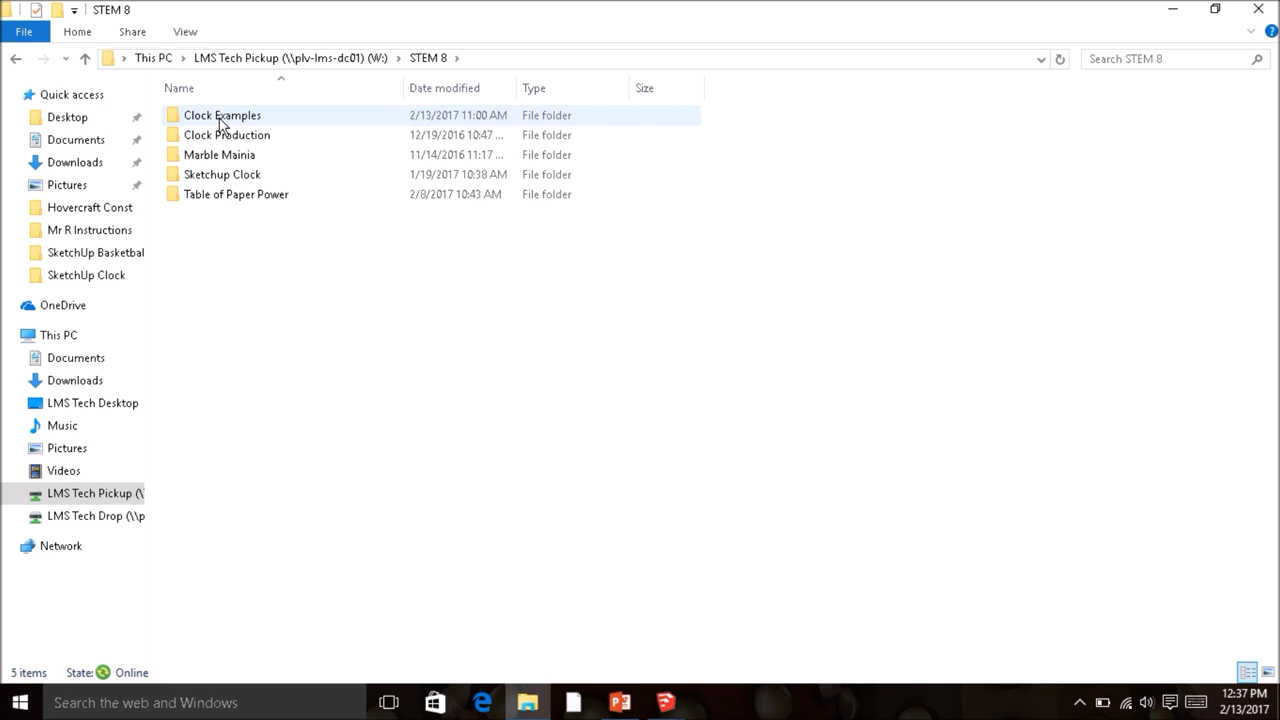 STEM 8
File Home Share View
This PC LMS Tech Pickup (\\plv-lms-dc01) (W:) STEM 8
Search STEM 8
Name Date modified Type Size
Clock Examples 2/13/2017 11:00 AM File folder
Clock Production 12/19/2016 10:47 ... File folder
Marble Mainia 11/14/2016 11:17 ... File folder
Sketchup Clock 1/19/2017 10:38 AM File folder
Table of Paper Power 2/8/2017 10:43 AM File folder
Quick access
Desktop
Documents
Downloads
Pictures
Hovercraft Const
Mr R Instructions
SketchUp Basketbal
SketchUp Clock
OneDrive
This PC
Documents
Downloads
LMS Tech Desktop
Music
Pictures
Videos
LMS Tech Pickup (\\
LMS Tech Drop (\\p
Network
5 items State: Online
Search the web and Windows
12:37 PM
2/13/2017